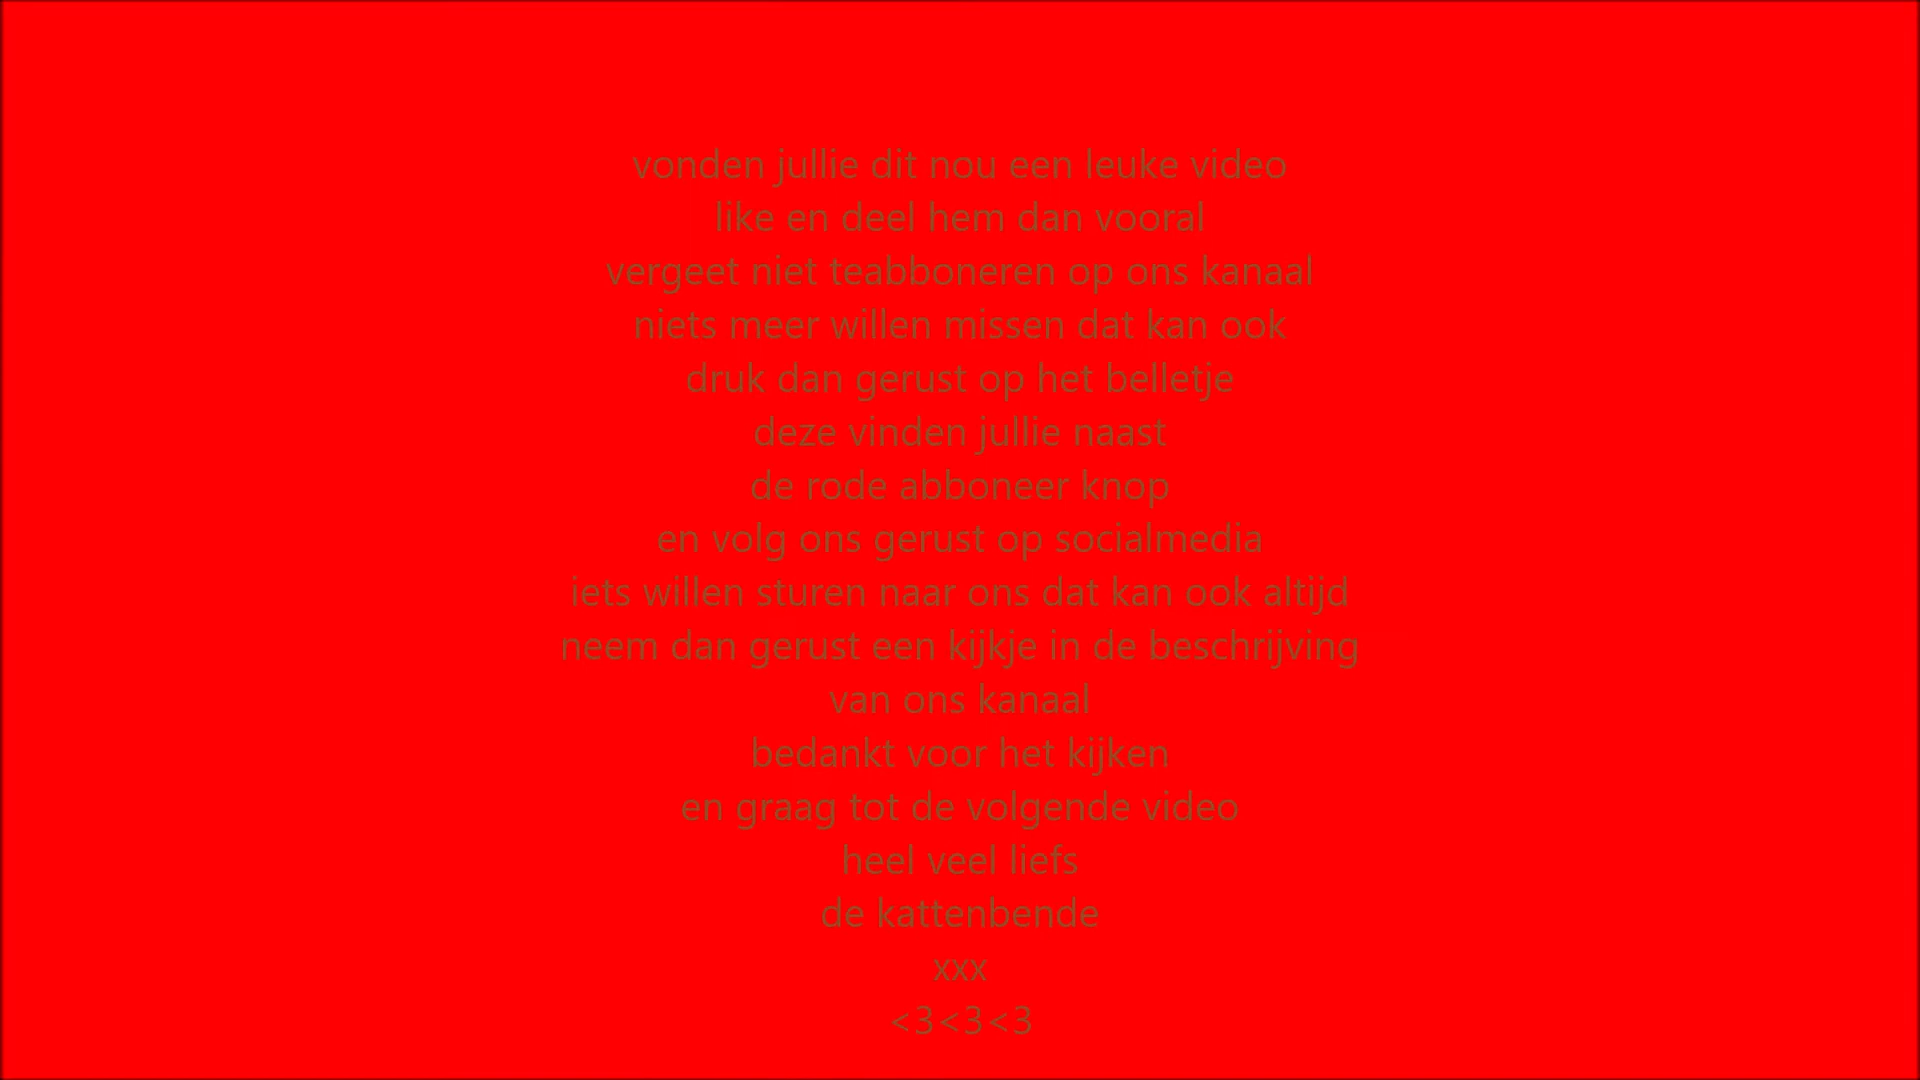 vonden jullie dit nou een leuke video
like en deel hem dan vooral
vergeet niet teabboneren op ons kanaal
niets meer willen missen dat kan ook
druk dan gerust op het belletje
deze vinden jullie naast
de rode abboneer knop
en volg ons gerust op socialmedia
iets willen sturen naar ons dat kan ook altijd
neem dan gerust een kijkje in de beschrijving
van ons kanaal
bedankt voor het kijken
en graag tot de volgende video
heel veel liefs
de kattenbende
xxx
<3<3<3